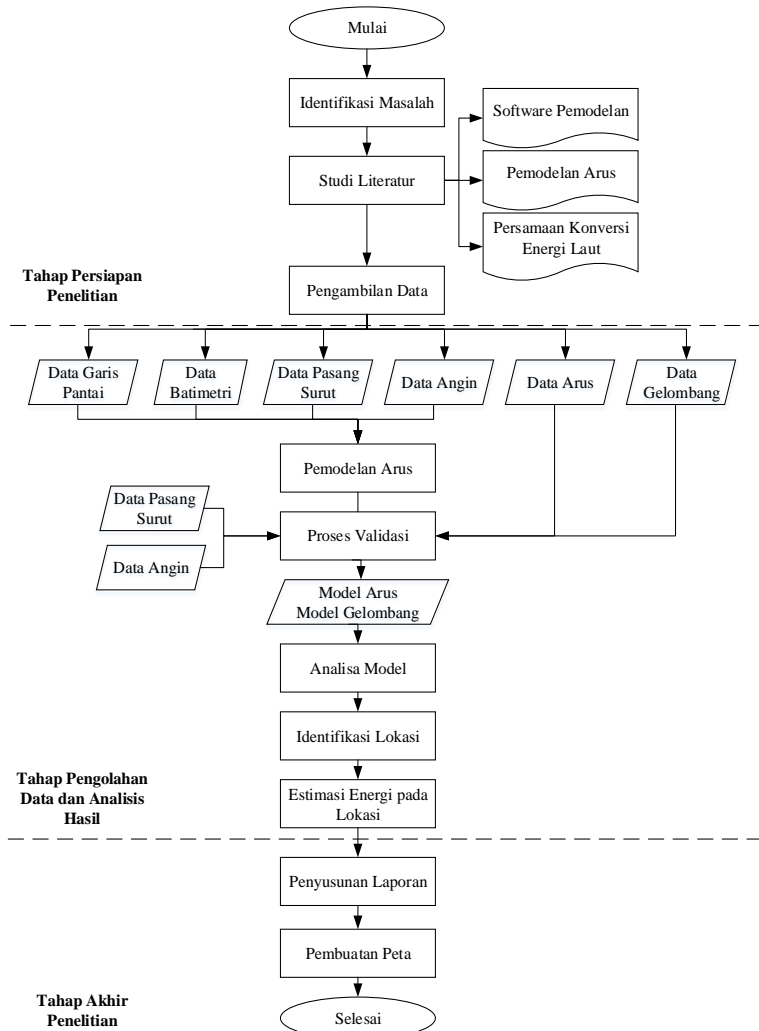 Mulai
Identifikasi Masalah
Studi Literatur
Software Pemodelan
Pemodelan Arus
Persamaan Konversi
Energi Laut
Pengambilan Data
Tahap Persiapan
Penelitian
Data Garis
Pantai
Data
Batimetri
Data Pasang
Surut
Data Angin
Data Arus
Data
Gelombang
Pemodelan Arus
Data Pasang
Surut
Data Angin
Proses Validasi
Model Arus
Model Gelombang
Analisa Model
Identifikasi Lokasi
Estimasi Energi pada
Lokasi
Tahap Pengolahan
Data dan Analisis
Hasil
Penyusunan Laporan
Pembuatan Peta
Selesai
Tahap Akhir
Penelitian